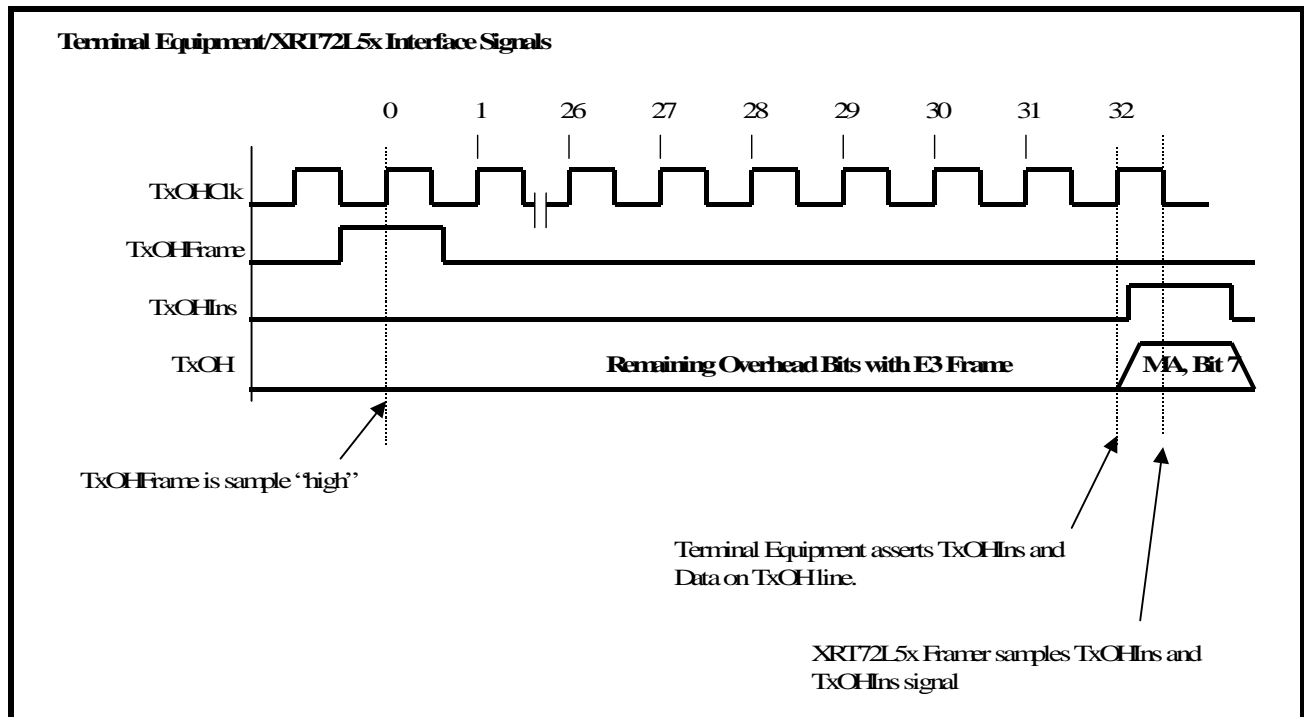 Terminal Equipment/XRT72L5x Interface Signals
0 1 26 27 28 29 30 31 32
TxOHClk
TxOHFrame
TxOHIns
TxOH
Remaining Overhead Bits with E3 Frame
MA, Bit 7
TxOHFrame is sample “high”
Terminal Equipment asserts TxOHIns and
Data on TxOH line.
XRT72L5x Framer samples TxOHIns and
TxOHIns signal